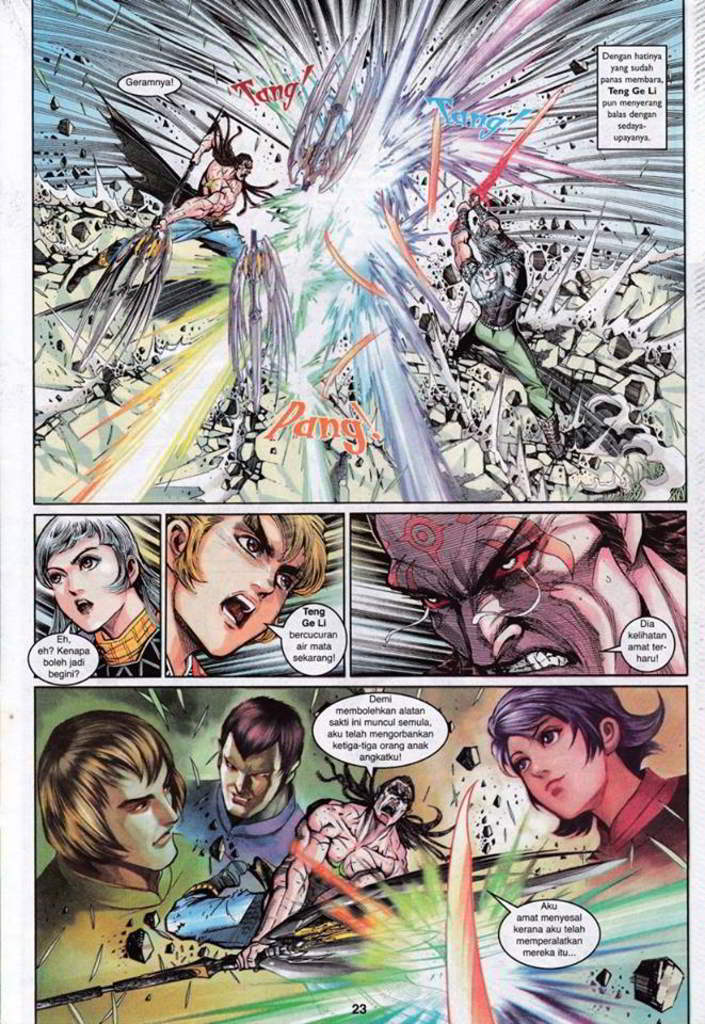 Geramnya!
Tang!
Tang!
Dengan hatinya
yang sudah
panas membara,
Teng Ge Li
pun menyerang
balas dengan
sedaya-
upayanya.
Pang!
Eh,
eh? Kenapa
boleh jadi
begini?
Teng
Ge Li
bercucuran
air mata
sekarang!
Dia
kelihatan
amat ter-
haru!
Demi
membolehkan alatan
sakti ini muncul semula,
aku telah mengorbankan
ketiga-tiga orang anak
angkatku!
Aku
amat menyesal
kerana aku telah
memperalatkan
mereka itu...
23